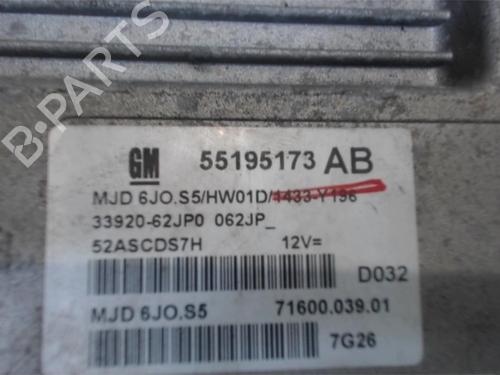 B-PARTS
GM 55195173 AB
MJD 6JO.S5/HW01D/1433-Y196
33920-62JP0 062JP_
52ASCDS7H 12V=
D032
MJD 6JO.S5 71600.039.01
7G26